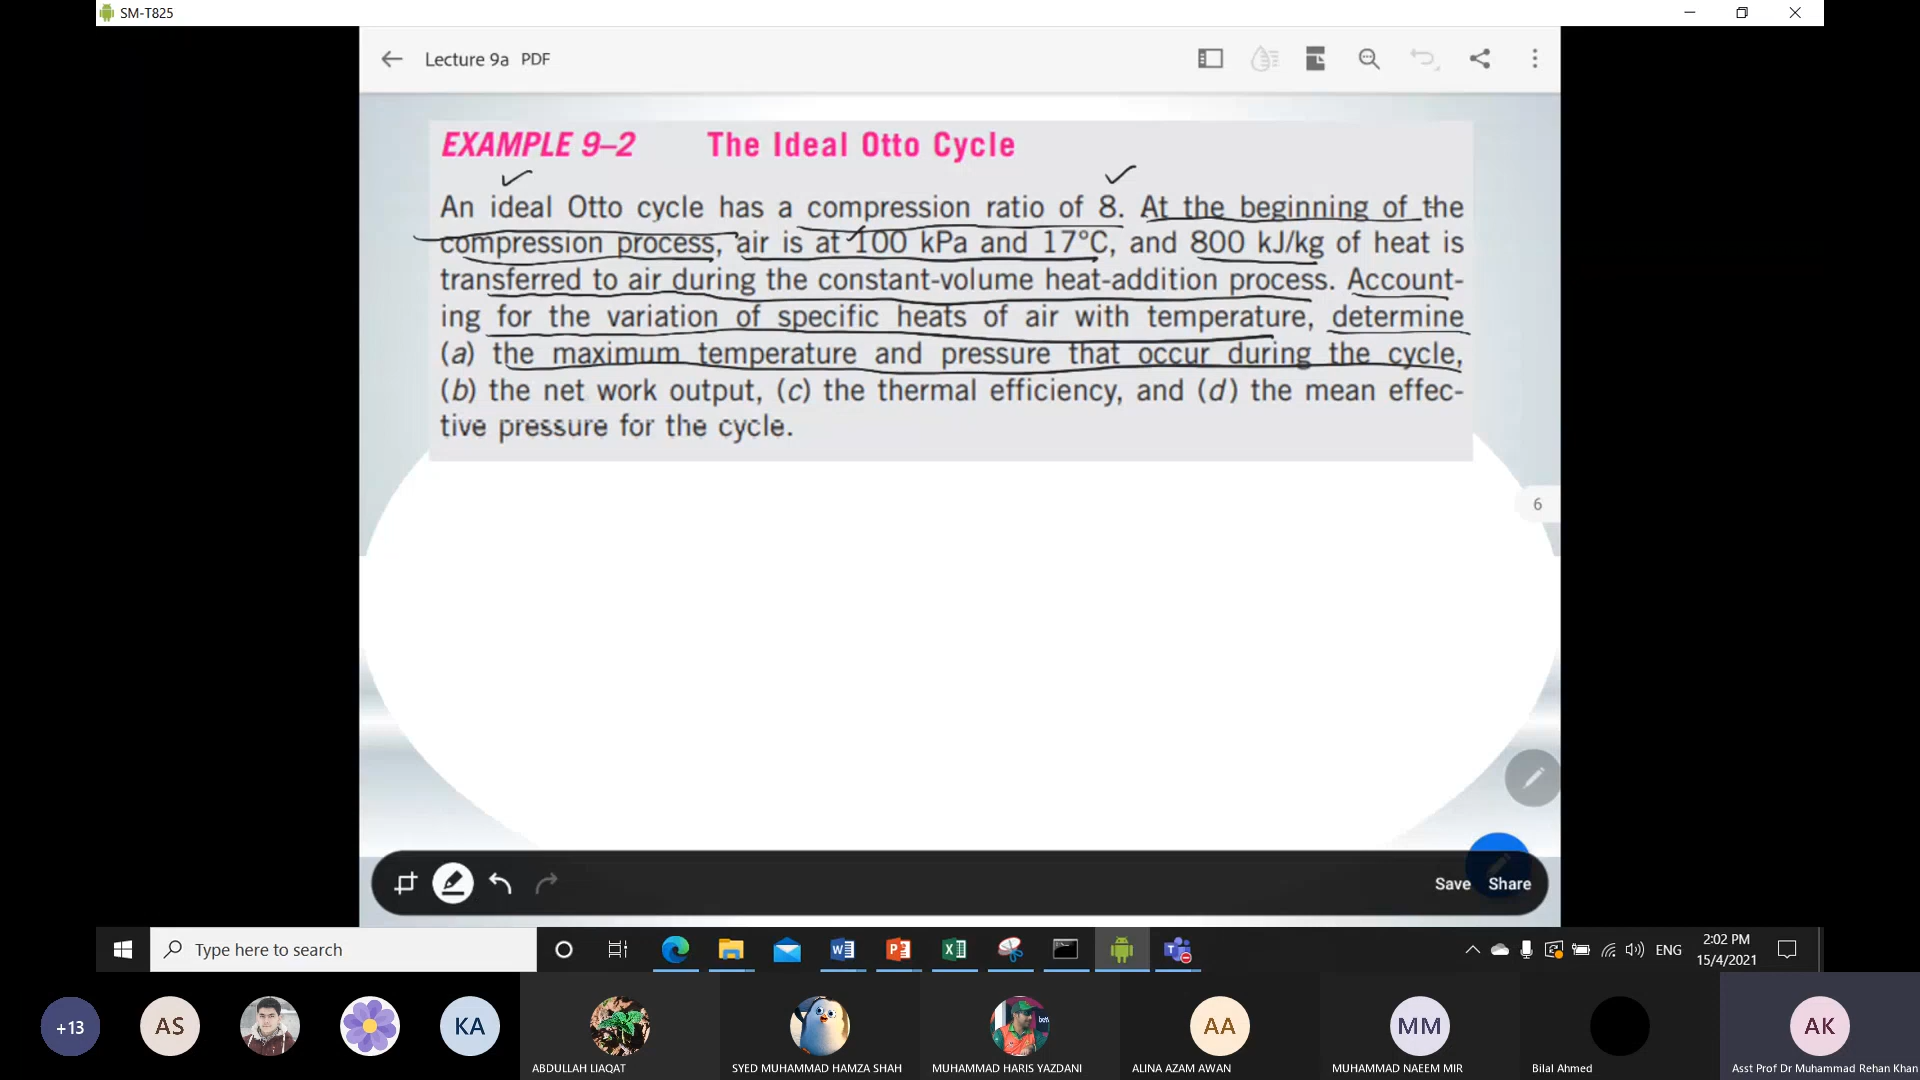 SM-T825
Lecture 9a PDF
EXAMPLE 9–2 The Ideal Otto Cycle
An ideal Otto cycle has a compression ratio of 8. At the beginning of the
compression process, air is at 100 kPa and 17°C, and 800 kJ/kg of heat is
transferred to air during the constant-volume heat-addition process. Account-
ing for the variation of specific heats of air with temperature, determine
(a) the maximum temperature and pressure that occur during the cycle,
(b) the net work output, (c) the thermal efficiency, and (d) the mean effec-
tive pressure for the cycle.
6
Save Share
Type here to search
ENG
2:02 PM
15/4/2021
+13
AS
KA
AA
MM
AK
ABDULLAH LIAQAT
SYED MUHAMMAD HAMZA SHAH
MUHAMMAD HARIS YAZDANI
ALINA AZAM AWAN
MUHAMMAD NAEEM MIR
Bilal Ahmed
Asst Prof Dr Muhammad Rehan Khan